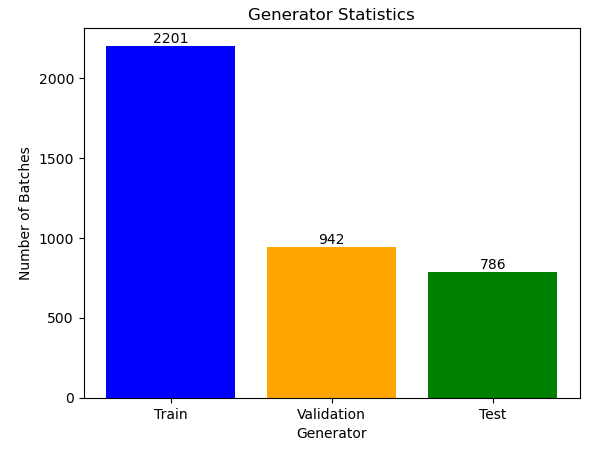 Generator Statistics
2201
942
786
2000
1500
1000
500
0
Number of Batches
Train
Validation
Test
Generator